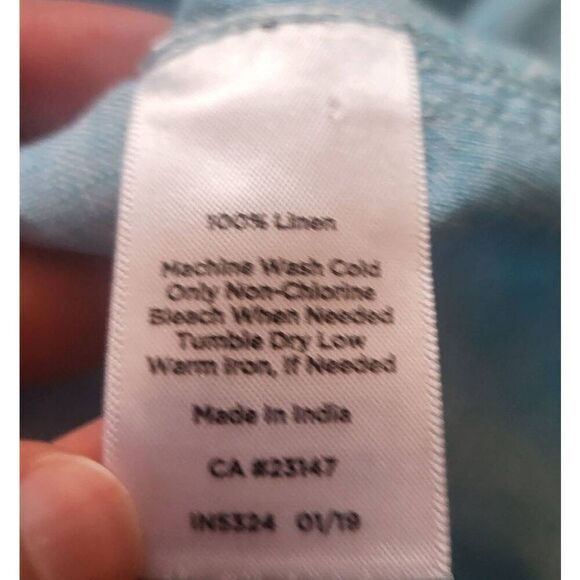 100% Linen
Machine Wash Cold
Only Non-Chlorine
Bleach When Needed
Tumble Dry Low
Warm Iron, If Needed
Made In India
CA #23147
IN5324 01/19